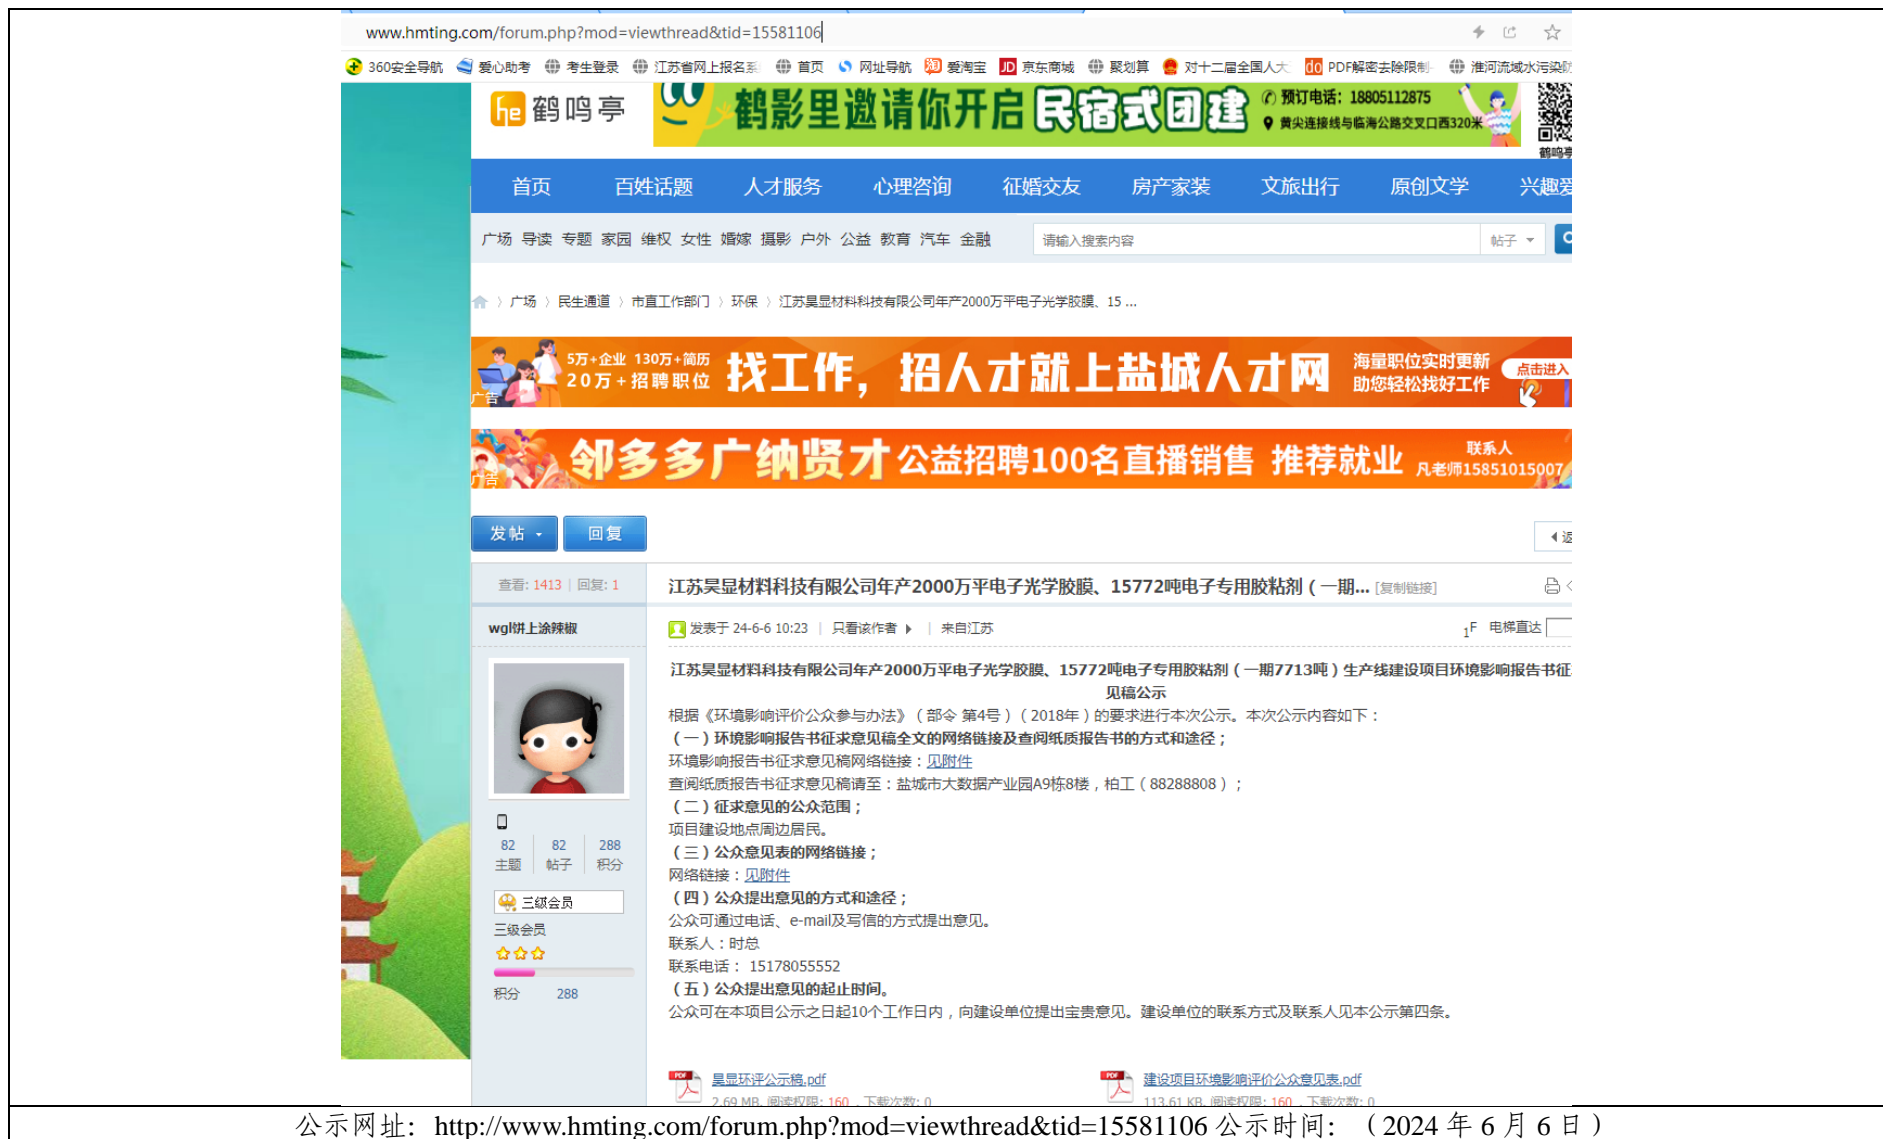 www.hmting.com/forum.php?mod=viewthread&tid=15581106
360安全导航 爱心助考 考生登录 江苏省网上报名系 首页 网址导航 爱淘宝 京东商城 聚划算 对十二届全国人大 PDF解密去除限制 淮河流域水污染防
he 鹤鸣亭 鹤影里邀请你开启民宿式团建 预订电话：18805112875
黄尖连接线与临海公路交叉口西320米
鹤鸣亭
首页 百姓话题 人才服务 心理咨询 征婚交友 房产家装 文旅出行 原创文学 兴趣爱
广场 导读 专题 家园 维权 女性 婚嫁 摄影 户外 公益 教育 汽车 金融 请输入搜索内容 帖子
广场 〉 民生通道 〉 市直工作部门 〉 环保 〉 江苏昊显材料科技有限公司年产2000万平电子光学胶膜、15 ...
5万+企业 130万+简历
20万+招聘职位
找工作，招人才就上盐城人才网
海量职位实时更新
助您轻松找好工作
点击进入
广告
邻多多广纳贤才 公益招聘100名直播销售 推荐就业
联系人
凡老师15851015007
广告
发帖 回复 返
查看: 1413 | 回复: 1 江苏昊显材料科技有限公司年产2000万平电子光学胶膜、15772吨电子专用胶粘剂（一期... [复制链接]
wgl饼上涂辣椒 发表于 24-6-6 10:23 | 只看该作者 | 来自江苏 1F 电梯直达
江苏昊显材料科技有限公司年产2000万平电子光学胶膜、15772吨电子专用胶粘剂（一期7713吨）生产线建设项目环境影响报告书征
见稿公示
根据《环境影响评价公众参与办法》（部令 第4号）（2018年）的要求进行本次公示。本次公示内容如下：
（一）环境影响报告书征求意见稿全文的网络链接及查阅纸质报告书的方式和途径；
环境影响报告书征求意见稿网络链接：见附件
查阅纸质报告书征求意见稿请至：盐城市大数据产业园A9栋8楼，柏工（88288808）；
（二）征求意见的公众范围；
项目建设地点周边居民。
（三）公众意见表的网络链接；
网络链接：见附件
（四）公众提出意见的方式和途径；
公众可通过电话、e-mail及写信的方式提出意见。
联系人：时总
联系电话： 15178055552
（五）公众提出意见的起止时间。
公众可在本项目公示之日起10个工作日内，向建设单位提出宝贵意见。建设单位的联系方式及联系人见本公示第四条。
82 82 288
主题 帖子 积分
三级会员
三级会员
积分 288
昊显环评公示稿.pdf
2.69 MB, 阅读权限: 160 , 下载次数: 0
建设项目环境影响评价公众意见表.pdf
113.61 KB, 阅读权限: 160 , 下载次数: 0
公示网址：http://www.hmting.com/forum.php?mod=viewthread&tid=15581106 公示时间：（2024 年 6 月 6 日）